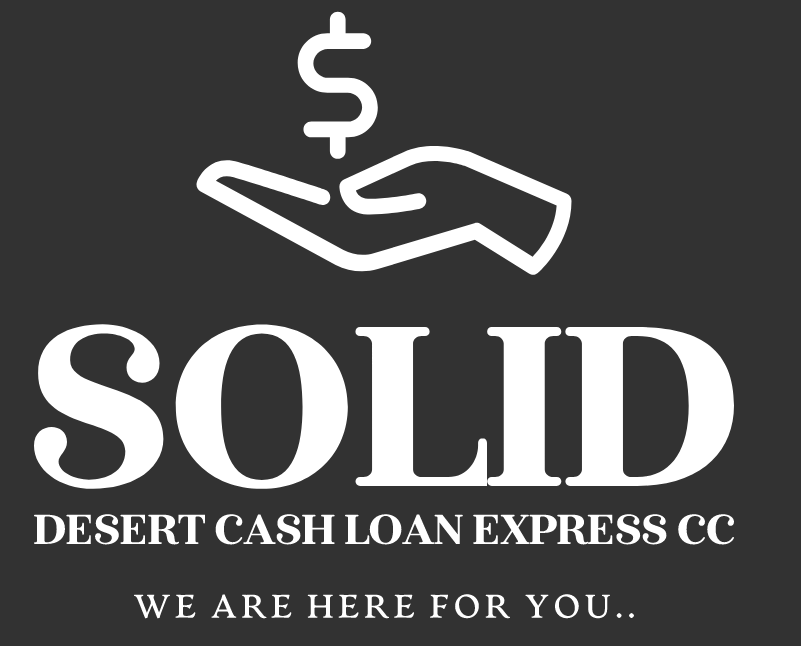 $
SOLID
DESERT CASH LOAN EXPRESS CC
WE ARE HERE FOR YOU..